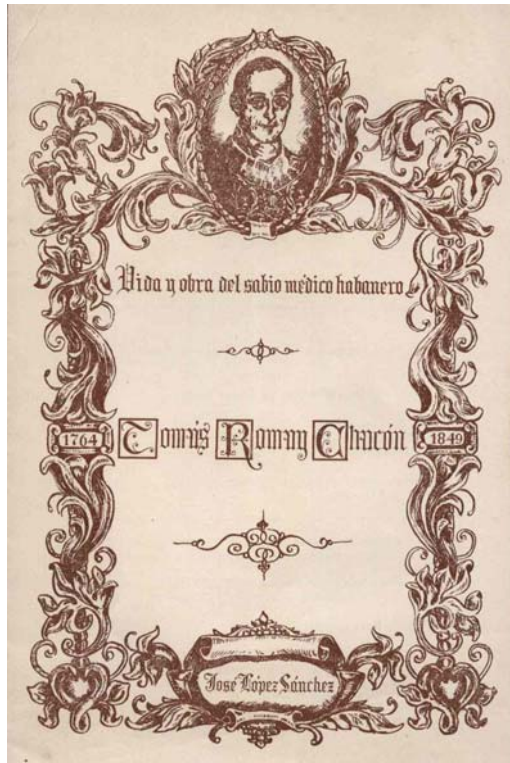 Vida y obra del sabio médico habanero
1764 Tomás Romay Chacón 1849
José López Sánchez